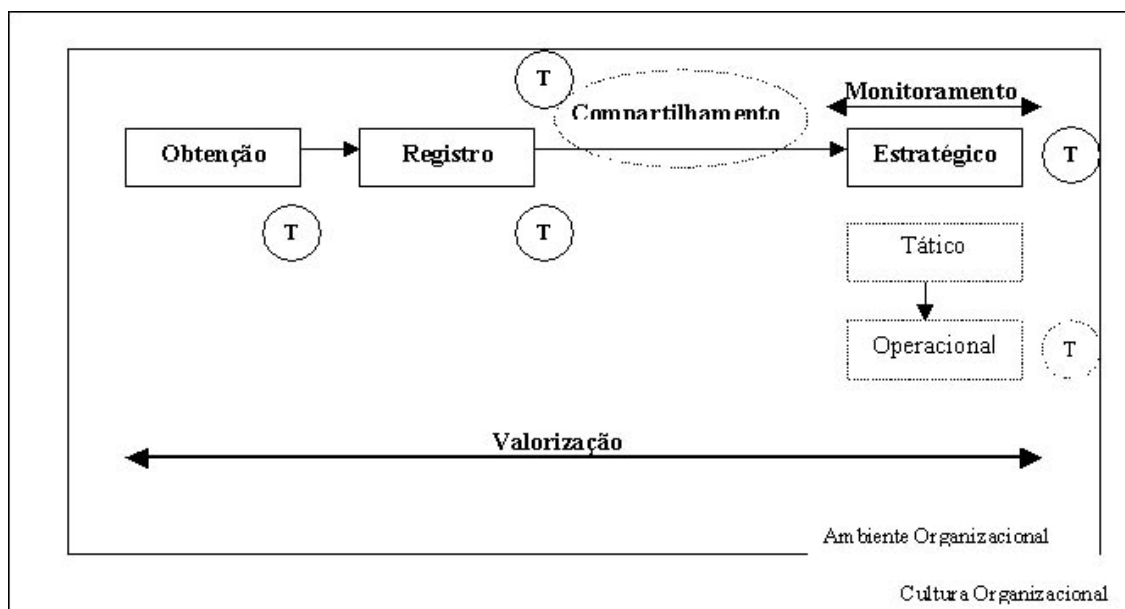 T
Compartilhamento
Monitoramento
Obtenção
Registro
Estratégico
T
T
T
Tático
Operacional
T
Valorização
Ambiente Organizacional
Cultura Organizacional